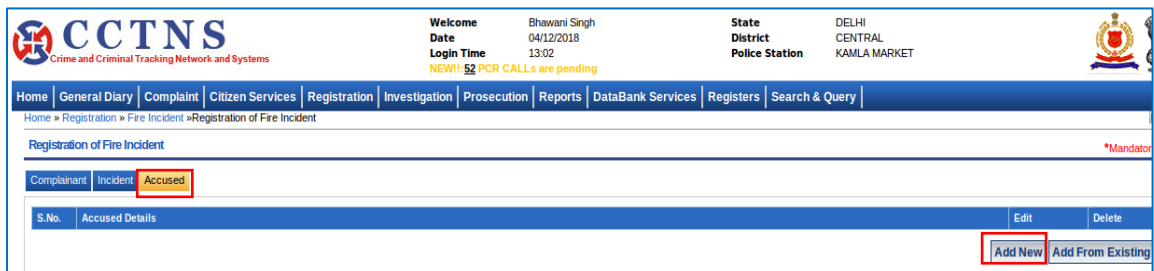 CCTNS
Crime and Criminal Tracking Network and Systems
Welcome Bhawani Singh State DELHI
Date 04/12/2018 District CENTRAL
Login Time 13:02 Police Station KAMLA MARKET
NEW!!:52 PCR CALLs are pending
Home General Diary Complaint Citizen Services Registration Investigation Prosecution Reports DataBank Services Registers Search & Query
Home » Registration » Fire Incident »Registration of Fire Incident
Registration of Fire Incident *Mandator
Complainant Incident Accused
S.No. Accused Details Edit Delete
Add New Add From Existing